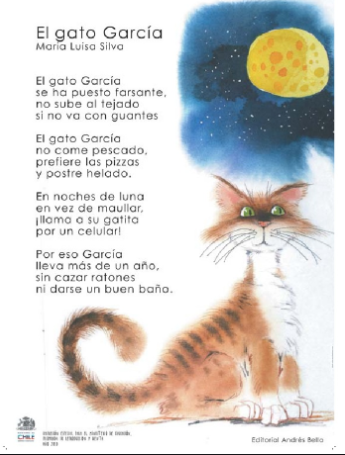 El gato García
María Luisa Silva
El gato García
se ha puesto farsante,
no sube al tejado
si no va con guantes
El gato García
no come pescado,
prefiere las pizzas
y postre helado.
En noches de luna
en vez de maullar,
¡llama a su gatita
por un celular!
Por eso García
lleva más de un año,
sin cazar ratones
ni darse un buen baño.
CHILE
Editorial Andrés Bello